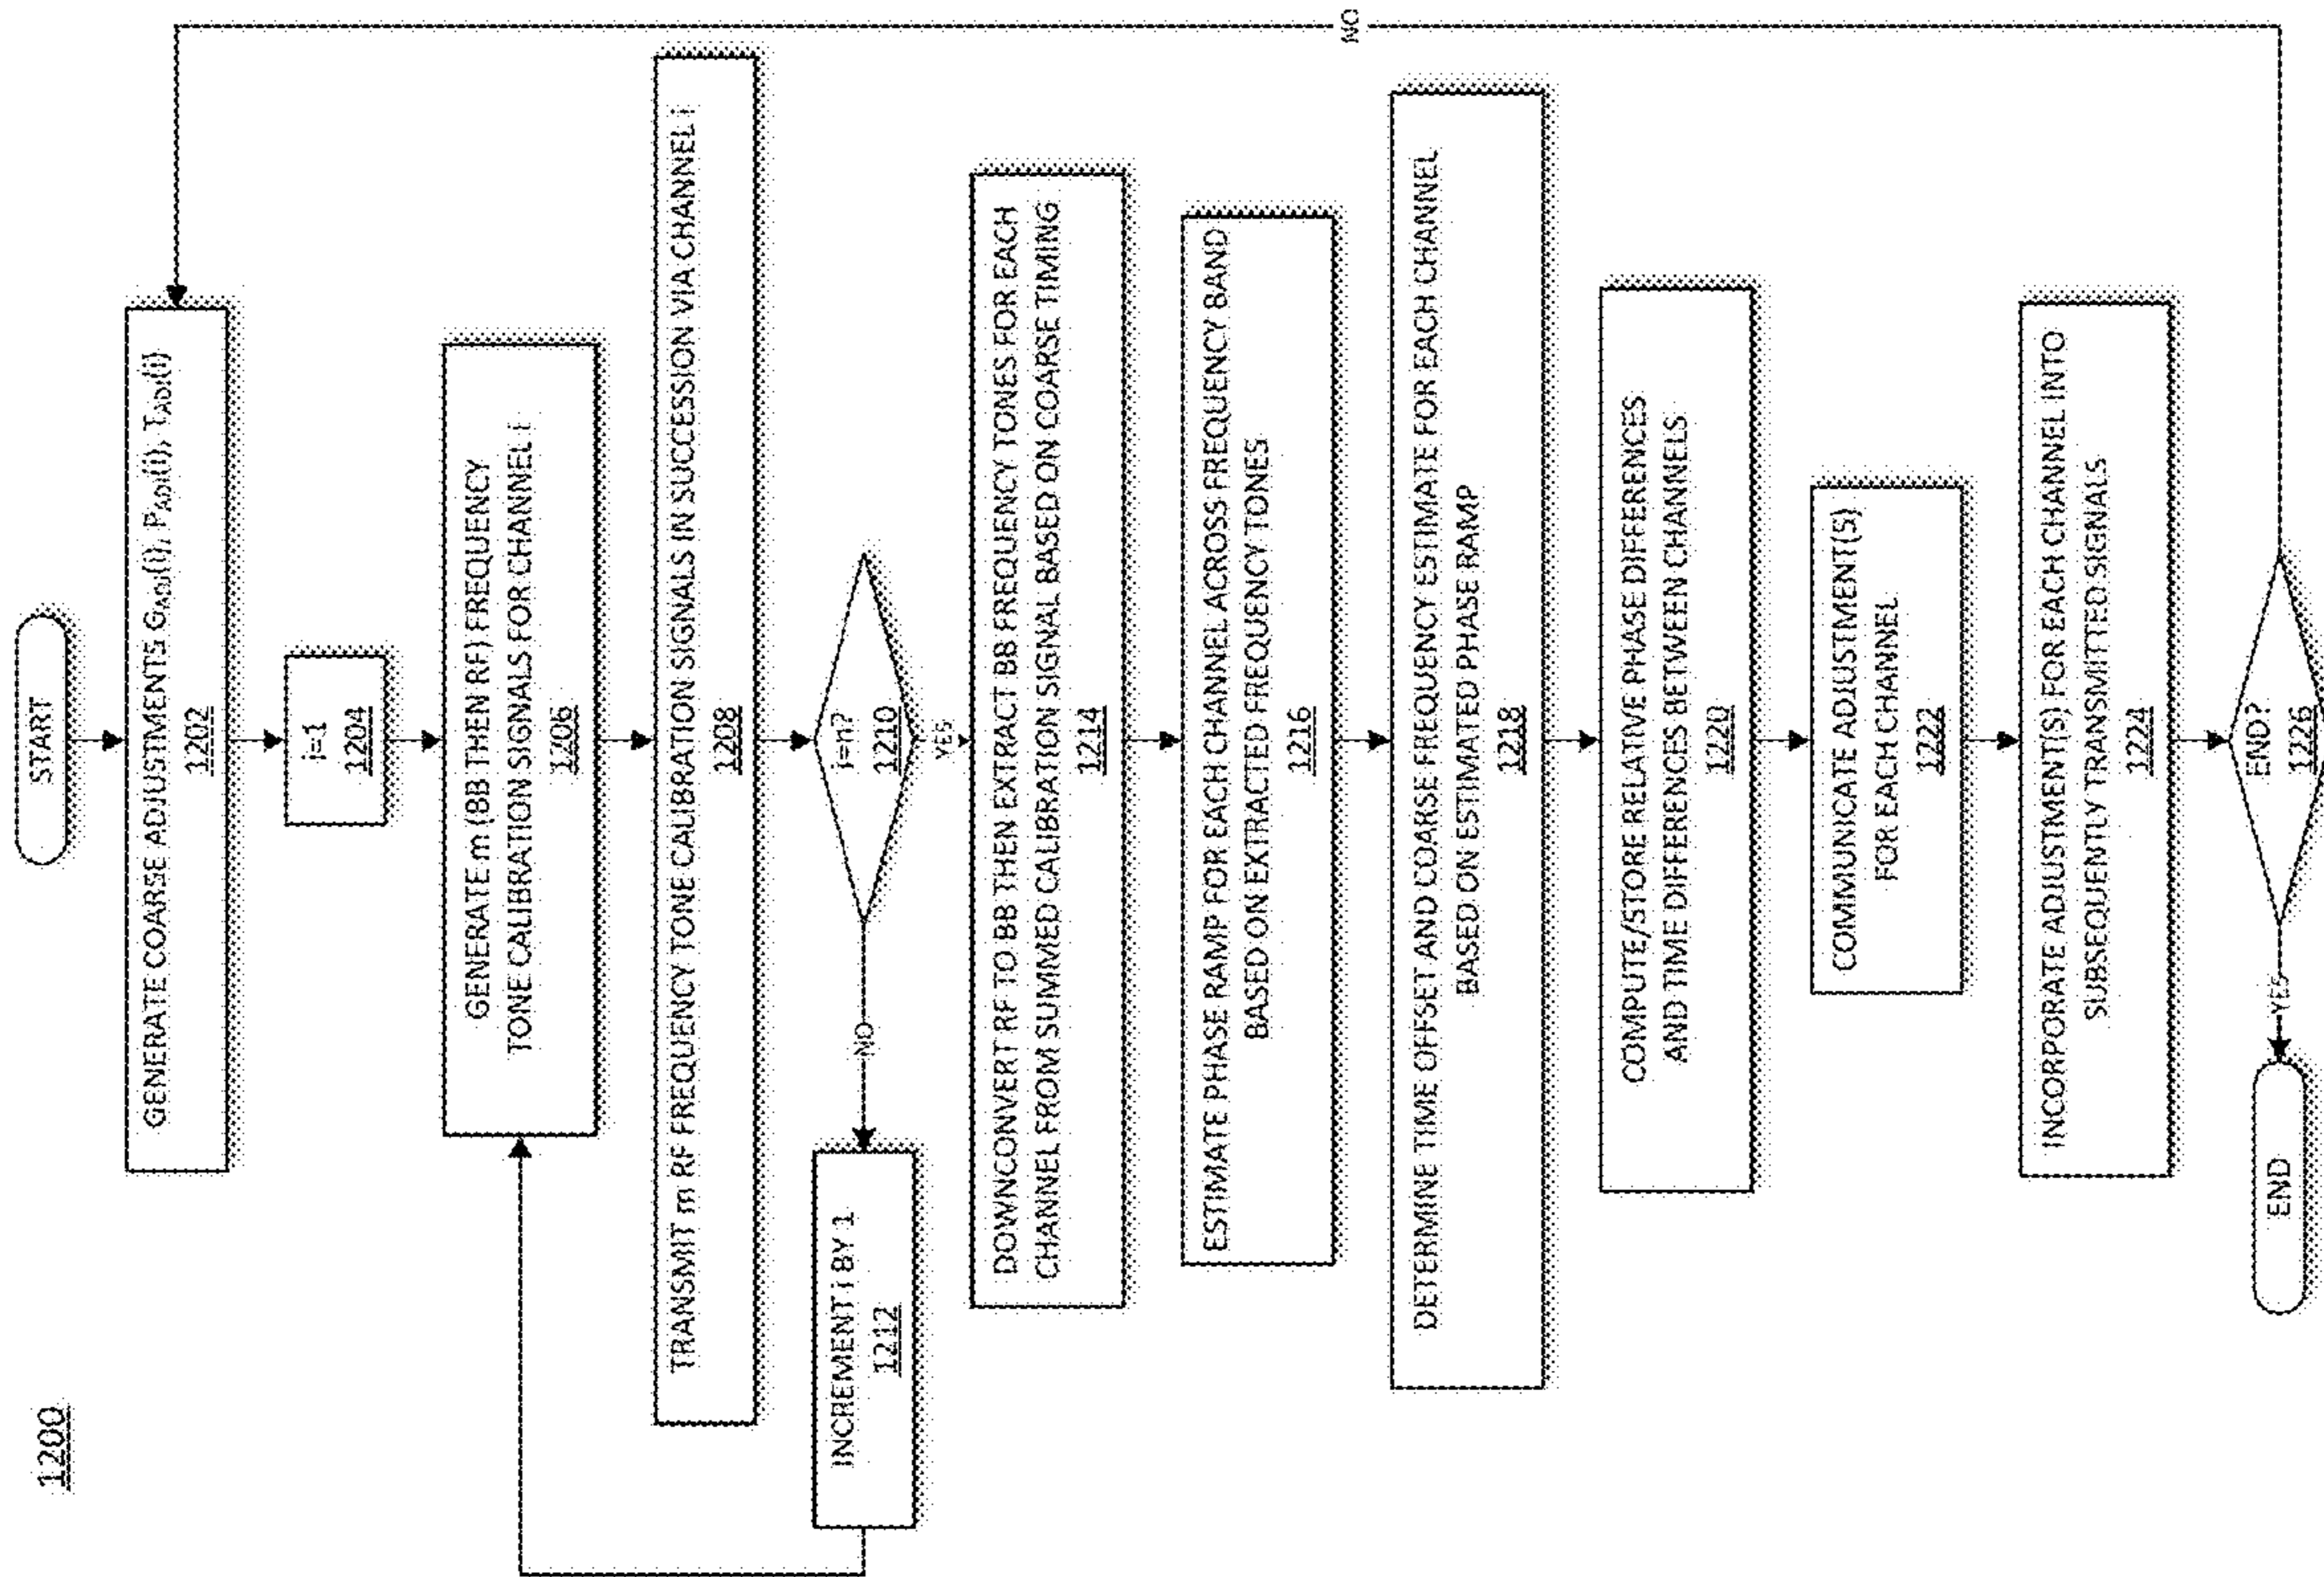 1200
START
GENERATE COARSE ADJUSTMENTS G_ADJ(i), P_ADJ(i), T_ADJ(i)
1202
i=1
1204
GENERATE m (BB THEN RF) FREQUENCY
TONE CALIBRATION SIGNALS FOR CHANNEL i
1206
TRANSMIT m RF FREQUENCY TONE CALIBRATION SIGNALS IN SUCCESSION VIA CHANNEL i
1208
i=n?
1210
NO
INCREMENT i BY 1
1212
YES
DOWNCONVERT RF TO BB THEN EXTRACT BB FREQUENCY TONES FOR EACH
CHANNEL FROM SUMMED CALIBRATION SIGNAL BASED ON COARSE TIMING
1214
ESTIMATE PHASE RAMP FOR EACH CHANNEL ACROSS FREQUENCY BAND
BASED ON EXTRACTED FREQUENCY TONES
1216
DETERMINE TIME OFFSET AND COARSE FREQUENCY ESTIMATE FOR EACH CHANNEL
BASED ON ESTIMATED PHASE RAMP
1218
COMPUTE/STORE RELATIVE PHASE DIFFERENCES
AND TIME DIFFERENCES BETWEEN CHANNELS
1220
COMMUNICATE ADJUSTMENT(S)
FOR EACH CHANNEL
1222
INCORPORATE ADJUSTMENT(S) FOR EACH CHANNEL INTO
SUBSEQUENTLY TRANSMITTED SIGNALS
1224
END?
1226
YES
END
NO